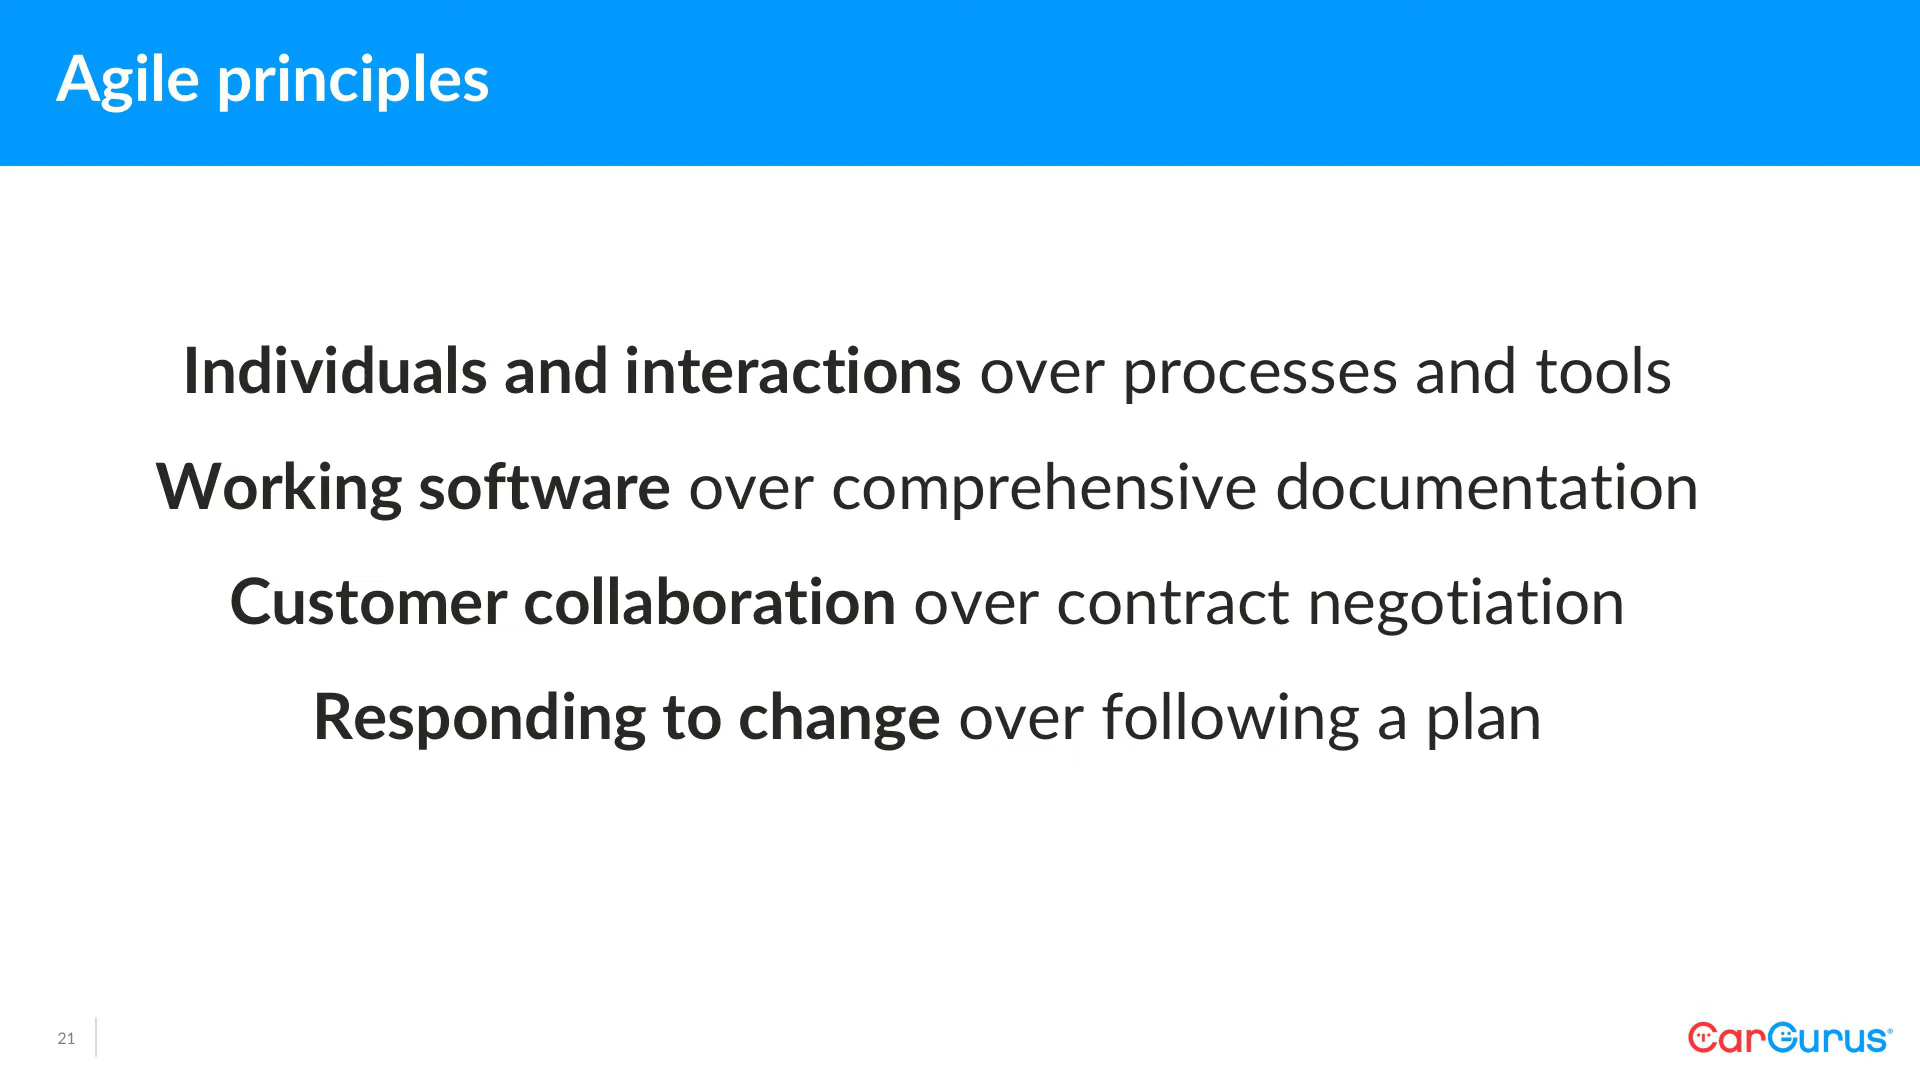 Agile principles
Individuals and interactions over processes and tools
Working software over comprehensive documentation
Customer collaboration over contract negotiation
Responding to change over following a plan
21
CarGurus®